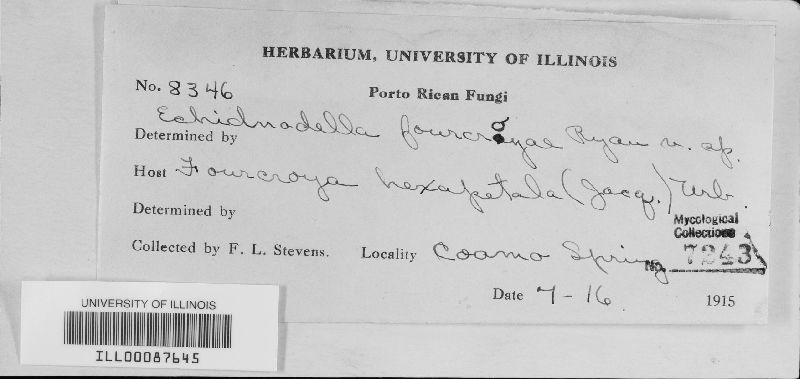 HERBARIUM, UNIVERSITY OF ILLINOIS
No. 8346
Porto Rican Fungi
Echidnodella fourcroyae Ryan n. sp.
Determined by
Host Fourcroya hexapetala (Jacq.) Urb.
Determined by
Mycological
Collections
No. 7243
Collected by F. L. Stevens. Locality Coamo Spring
Date 7-16 1915
UNIVERSITY OF ILLINOIS
ILL00087645